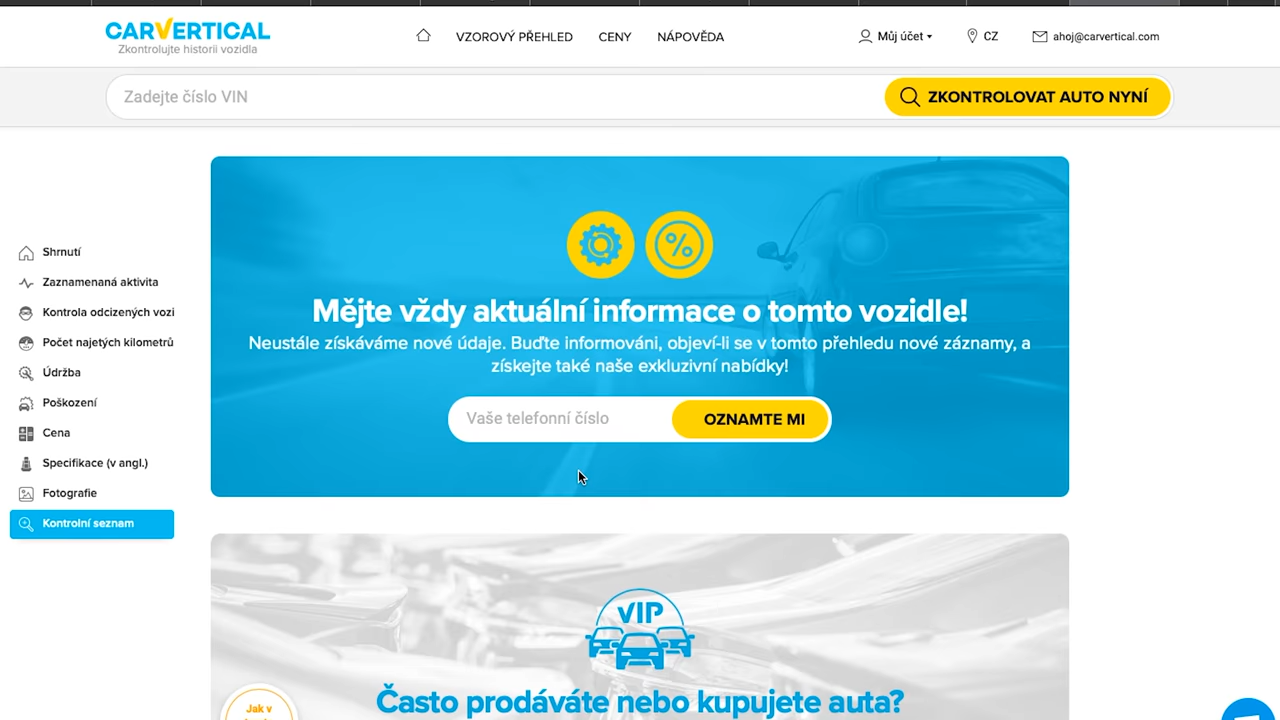 CARVERTICAL
Zkontrolujte historii vozidla
VZOROVÝ PŘEHLED
CENY
NÁPOVĚDA
Můj účet
CZ
ahoj@carvertical.com
Zadejte číslo VIN
ZKONTROLOVAT AUTO NYNÍ
Shrnutí
Zaznamenaná aktivita
Kontrola odcizených vozi
Počet najetých kilometrů
Údržba
Poškození
Cena
Specifikace (v angl.)
Fotografie
Kontrolní seznam
%
Mějte vždy aktuální informace o tomto vozidle!
Neustále získáváme nové údaje. Buďte informováni, objeví-li se v tomto přehledu nové záznamy, a
získejte také naše exkluzivní nabídky!
Vaše telefonní číslo
OZNAMTE MI
VIP
Často prodáváte nebo kupujete auta?
Jak v